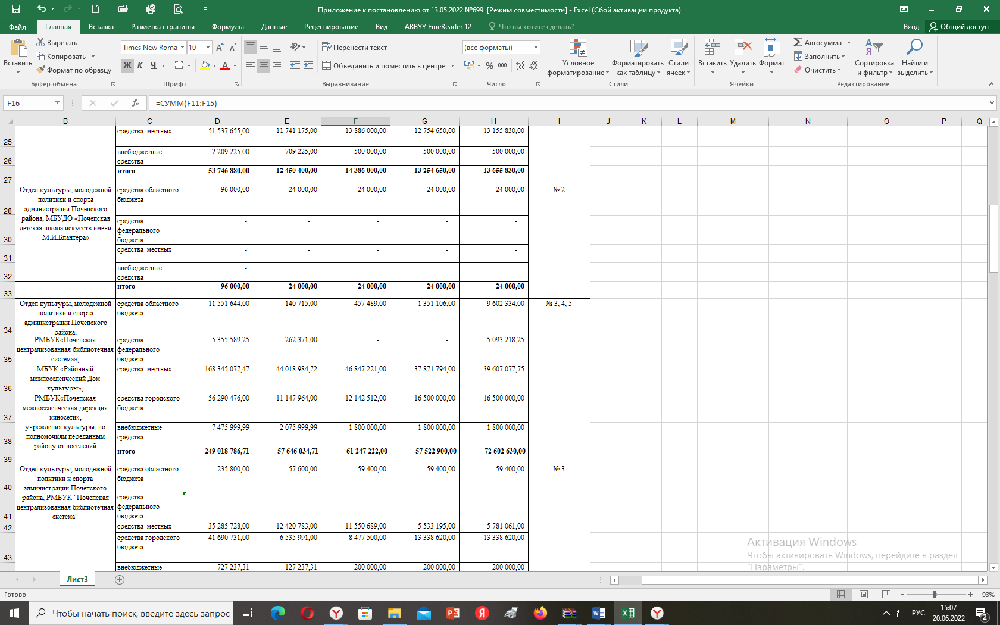 Приложение к постановлению от 13.05.2022 №699  [Режим совместимости] - Excel (Сбой активации продукта)
Файл Главная Вставка Разметка страницы Формулы Данные Рецензирование Вид ABBYY FineReader 12 Что вы хотите сделать? Вход Общий доступ
Вставить
Вырезать
Копировать
Формат по образцу
Буфер обмена
Times New Roma 10
Ж К Ч
Шрифт
Перенести текст
Объединить и поместить в центре
Выравнивание
(все форматы)
% 000
Число
Условное форматирование
Форматировать как таблицу
Стили ячеек
Стили
Вставить Удалить Формат
Ячейки
Автосумма
Заполнить
Очистить
Сортировка и фильтр
Найти и выделить
Редактирование
F16 fx =СУММ(F11:F15)
B C D E F G H I J K L M N O P Q
25 средства местных 51 537 655,00 11 741 175,00 13 886 000,00 12 754 650,00 13 155 830,00
26 внебюджетные средства 2 209 225,00 709 225,00 500 000,00 500 000,00 500 000,00
27 итого 53 746 880,00 12 450 400,00 14 386 000,00 13 254 650,00 13 655 830,00
Отдел культуры, молодежной политики и спорта администрации Почепского района, МБУДО «Почепская детская школа искусств имени М.И.Блантера»
28 средства областного бюджета 96 000,00 24 000,00 24 000,00 24 000,00 24 000,00 № 2
30 средства федерального бюджета - - - - -
31 средства местных - - - - -
32 внебюджетные средства -
33 итого 96 000,00 24 000,00 24 000,00 24 000,00 24 000,00
34 Отдел культуры, молодежной политики и спорта администрации Почепского района, средства областного бюджета 11 551 644,00 140 715,00 457 489,00 1 351 106,00 9 602 334,00 № 3, 4, 5
35 РМБУК«Почепская централизованная библиотечная система», средства федерального бюджета 5 355 589,25 262 371,00 - - 5 093 218,25
36 МБУК «Районный межпоселенческий Дом культуры», средства местных 168 345 077,47 44 018 984,72 46 847 221,00 37 871 794,00 39 607 077,75
РМБУК«Почепская межпоселенческая дирекция киносети», учреждения культуры, по полномочиям переданным району от поселений
37 средства городского бюджета 56 290 476,00 11 147 964,00 12 142 512,00 16 500 000,00 16 500 000,00
38 внебюджетные средства 7 475 999,99 2 075 999,99 1 800 000,00 1 800 000,00 1 800 000,00
39 итого 249 018 786,71 57 646 034,71 61 247 222,00 57 522 900,00 72 602 630,00
Отдел культуры, молодежной политики и спорта администрации Почепского района, РМБУК "Почепская централизованная библиотечная система"
40 средства областного бюджета 235 800,00 57 600,00 59 400,00 59 400,00 59 400,00 № 3
41 средства федерального бюджета - - - - -
42 средства местных 35 285 728,00 12 420 783,00 11 550 689,00 5 533 195,00 5 781 061,00
43 средства городского бюджета 41 690 731,00 6 535 991,00 8 477 500,00 13 338 620,00 13 338 620,00
внебюджетные 727 237,31 127 237,31 200 000,00 200 000,00 200 000,00
Активация Windows
Чтобы активировать Windows, перейдите в раздел
"Параметры".
Лист3
Готово 93%
Чтобы начать поиск, введите здесь запрос
РУС 15:07
20.06.2022
2